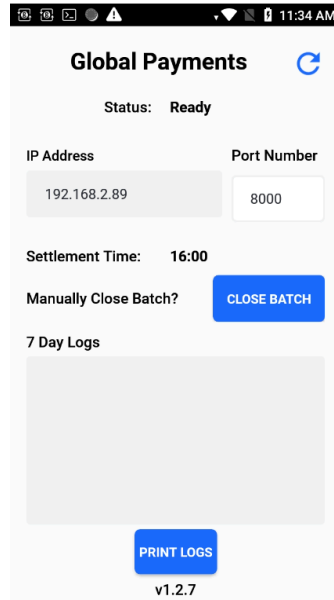 11:34 AM
Global Payments
Status: Ready
IP Address Port Number
192.168.2.89 8000
Settlement Time: 16:00
Manually Close Batch? CLOSE BATCH
7 Day Logs
PRINT LOGS
v1.2.7